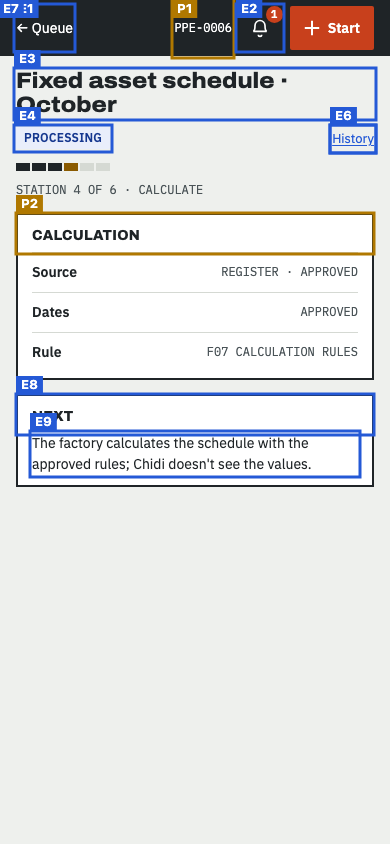 E7 E1 P1 E2 1
← Queue PPE-0006 + Start
E3
Fixed asset schedule ·
October
E4 E6
PROCESSING History
STATION 4 OF 6 · CALCULATE
P2
CALCULATION
Source REGISTER · APPROVED
Dates APPROVED
Rule F07 CALCULATION RULES
E8
NEXT
E9
The factory calculates the schedule with the
approved rules; Chidi doesn't see the values.